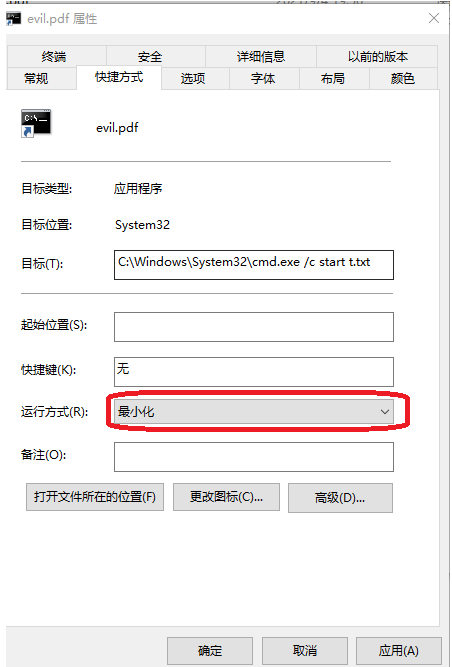 evil.pdf 属性
终端 安全 详细信息 以前的版本
常规 快捷方式 选项 字体 布局 颜色
C:\_
evil.pdf
目标类型: 应用程序
目标位置: System32
目标(T): C:\Windows\System32\cmd.exe /c start t.txt
起始位置(S):
快捷键(K): 无
运行方式(R): 最小化
备注(O):
打开文件所在的位置(F) 更改图标(C)... 高级(D)...
确定 取消 应用(A)